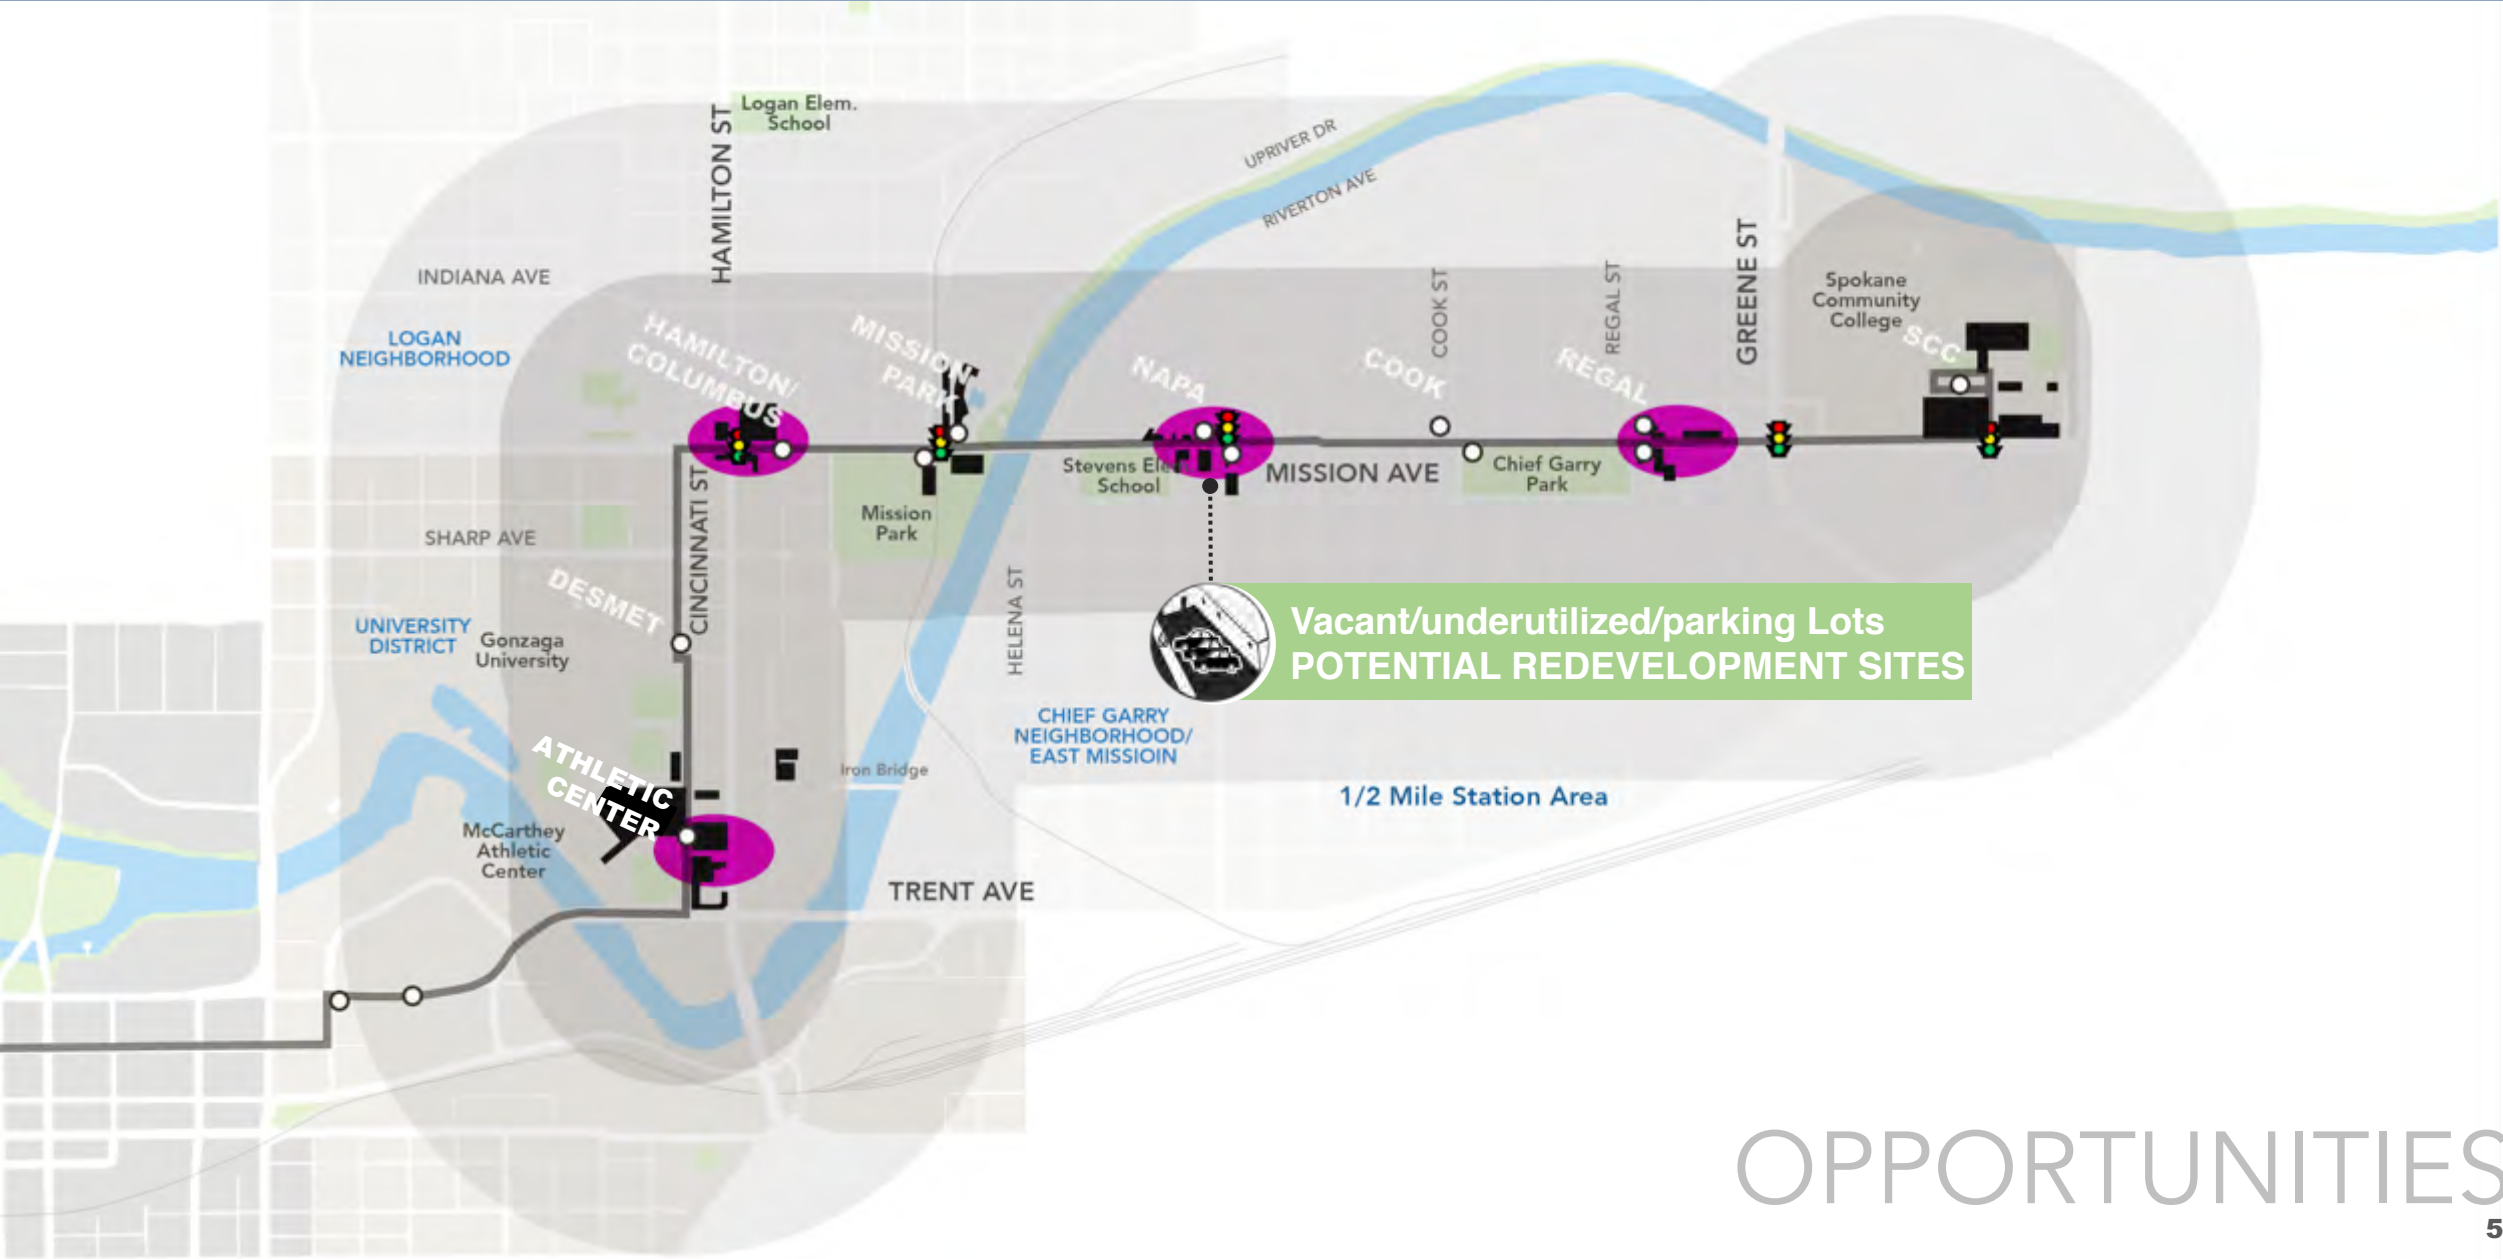 Logan Elem.
School
HAMILTON ST
UPRIVER DR
RIVERTON AVE
INDIANA AVE
LOGAN
NEIGHBORHOOD
HAMILTON/
COLUMBUS
MISSION
PARK
NAPA
COOK
COOK ST
REGAL
REGAL ST
GREENE ST
Spokane
Community
College
SCC
Stevens Ele
School
MISSION AVE
Chief Garry
Park
Mission
Park
SHARP AVE
CINCINNATI ST
DESMET
UNIVERSITY
DISTRICT
Gonzaga
University
HELENA ST
Vacant/underutilized/parking Lots
POTENTIAL REDEVELOPMENT SITES
CHIEF GARRY
NEIGHBORHOOD/
EAST MISSIOIN
ATHLETIC
CENTER
Iron Bridge
1/2 Mile Station Area
McCarthey
Athletic
Center
TRENT AVE
OPPORTUNITIES
5